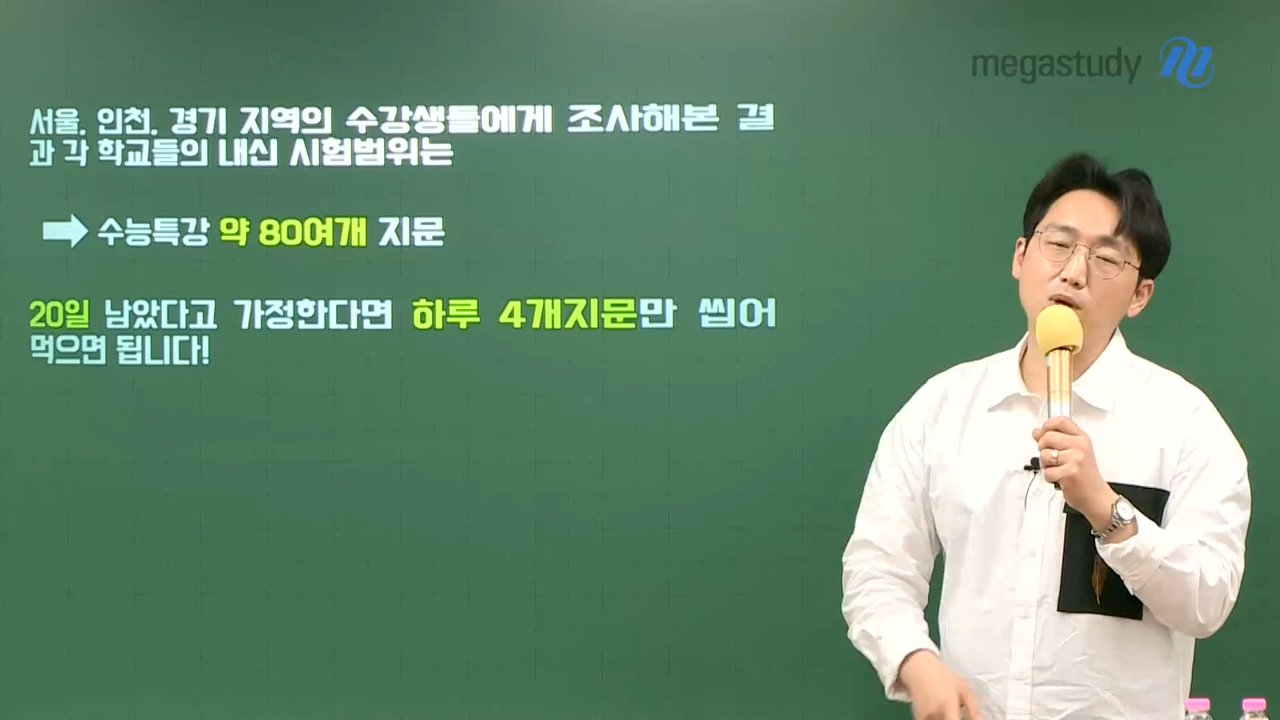 megastudy
서울, 인천, 경기 지역의 수강생들에게 조사해본 결
과 각 학교들의 내신 시험범위는
➡ 수능특강 약 80여개 지문
20일 남았다고 가정한다면 하루 4개지문만 씹어
먹으면 됩니다!